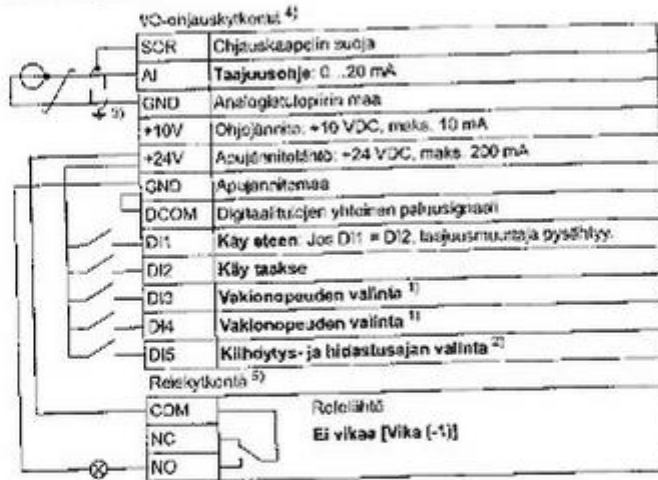 I/O-ohjauskytkentä 4)
SCR Ohjauskaapelin suoja
AI Taajuusohje: 0...20 mA
GND Analogiatulopiirin maa
+10V Ohjejännite: +10 VDC, maks. 10 mA
+24V Apujännitelähtö: +24 VDC, maks. 200 mA
GND Apujännitemaa
DCOM Digitaalitulojen yhteinen paluusignaali
DI1 Käy eteen: Jos DI1 = DI2, taajuusmuuttaja pysähtyy.
DI2 Käy taakse
DI3 Vakionopeuden valinta 1)
DI4 Vakionopeuden valinta 1)
DI5 Kiihdytys- ja hidastusajan valinta 2)
Relekytkentä 5)
COM Relelähtö
NC Ei vikaa [Vika (-1)]
NO